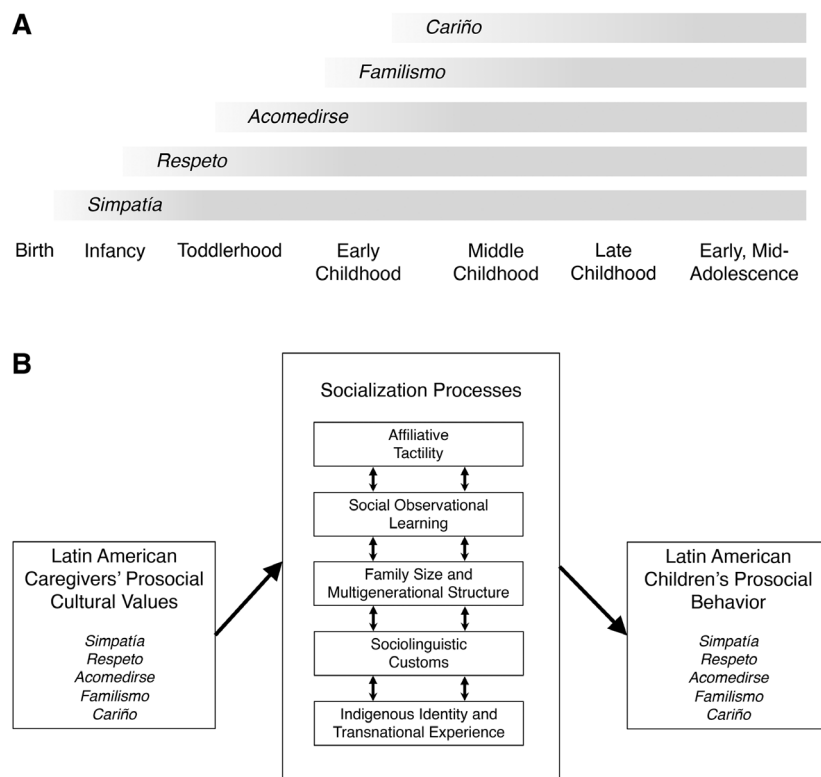 A
Cariño
Familismo
Acomedirse
Respeto
Simpatía
Birth
Infancy
Toddlerhood
Early
Childhood
Middle
Childhood
Late
Childhood
Early, Mid-
Adolescence
B
Latin American
Caregivers' Prosocial
Cultural Values
Simpatía
Respeto
Acomedirse
Familismo
Cariño
Socialization Processes
Affiliative
Tactility
Social Observational
Learning
Family Size and
Multigenerational Structure
Sociolinguistic
Customs
Indigenous Identity and
Transnational Experience
Latin American
Children's Prosocial
Behavior
Simpatía
Respeto
Acomedirse
Familismo
Cariño